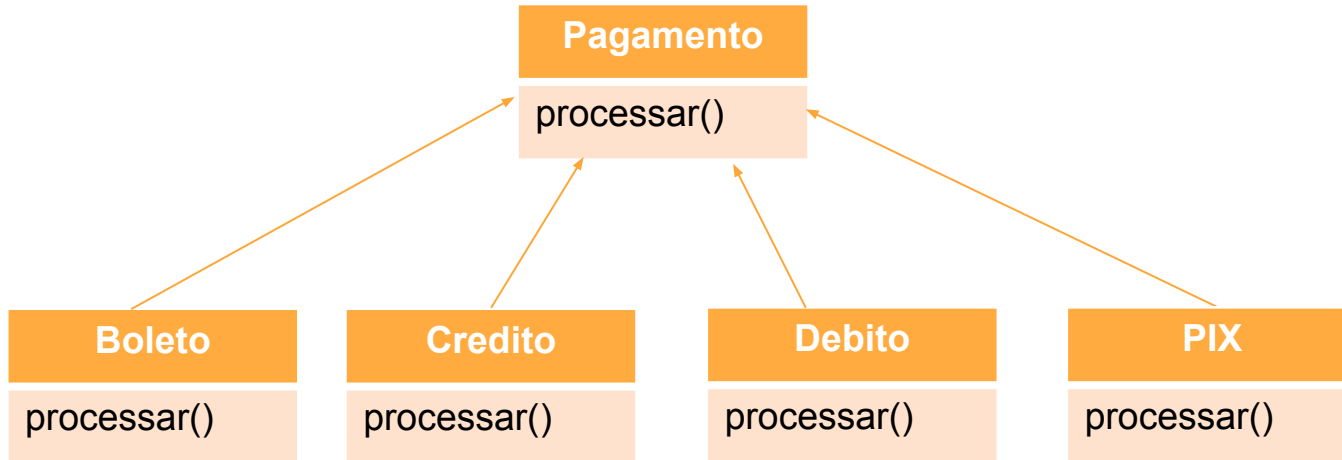 Pagamento
processar()
Boleto
Credito
Debito
PIX
processar()
processar()
processar()
processar()